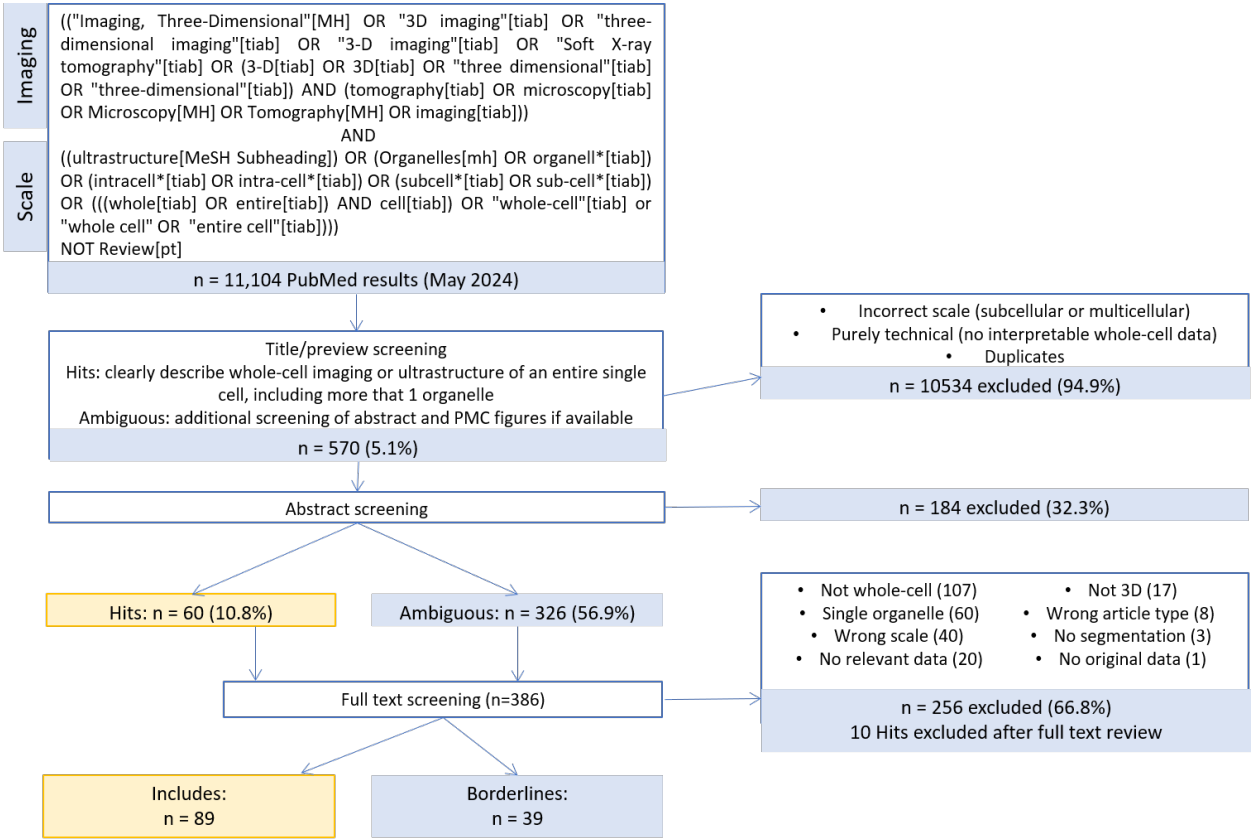 Imaging
(("Imaging, Three-Dimensional"[MH] OR "3D imaging"[tiab] OR "three-
dimensional imaging"[tiab] OR "3-D imaging"[tiab] OR "Soft X-ray
tomography"[tiab] OR (3-D[tiab] OR 3D[tiab] OR "three dimensional"[tiab]
OR "three-dimensional"[tiab]) AND (tomography[tiab] OR microscopy[tiab]
OR Microscopy[MH] OR Tomography[MH] OR imaging[tiab]))
AND
Scale
((ultrastructure[MeSH Subheading]) OR (Organelles[mh] OR organell*[tiab])
OR (intracell*[tiab] OR intra-cell*[tiab]) OR (subcell*[tiab] OR sub-cell*[tiab])
OR (((whole[tiab] OR entire[tiab]) AND cell[tiab]) OR "whole-cell"[tiab] or
"whole cell" OR "entire cell"[tiab])))
NOT Review[pt]
n = 11,104 PubMed results (May 2024)
Title/preview screening
Hits: clearly describe whole-cell imaging or ultrastructure of an entire single
cell, including more that 1 organelle
Ambiguous: additional screening of abstract and PMC figures if available
n = 570 (5.1%)
• Incorrect scale (subcellular or multicellular)
• Purely technical (no interpretable whole-cell data)
• Duplicates
n = 10534 excluded (94.9%)
Abstract screening
n = 184 excluded (32.3%)
Hits: n = 60 (10.8%)
Ambiguous: n = 326 (56.9%)
Full text screening (n=386)
• Not whole-cell (107)
• Single organelle (60)
• Wrong scale (40)
• No relevant data (20)
• Not 3D (17)
• Wrong article type (8)
• No segmentation (3)
• No original data (1)
n = 256 excluded (66.8%)
10 Hits excluded after full text review
Includes:
n = 89
Borderlines:
n = 39